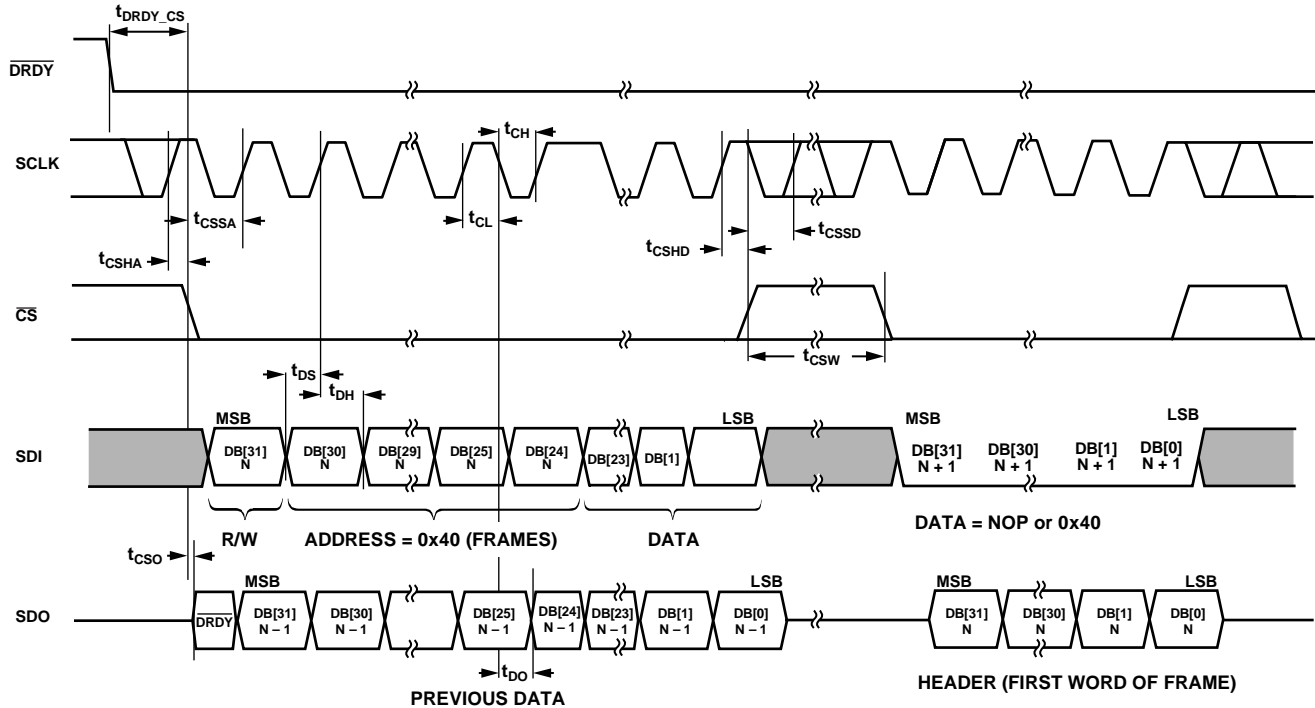 tDRDY_CS
DRDY
SCLK
tCH
tCSSA
tCL
tCSSD
tCSHD
tCSHA
CS
tCSW
tDS
tDH
SDI
MSB
LSB
MSB
LSB
DB[31] N
DB[30] N
DB[29] N
DB[25] N
DB[24] N
DB[23]
DB[1]
DB[31] N + 1
DB[30] N + 1
DB[1] N + 1
DB[0] N + 1
R/W
ADDRESS = 0x40 (FRAMES)
DATA
DATA = NOP or 0x40
tCSO
SDO
MSB
LSB
MSB
LSB
DRDY
DB[31] N – 1
DB[30] N – 1
DB[25] N – 1
DB[24] N – 1
DB[23] N – 1
DB[1] N – 1
DB[0] N – 1
DB[31] N
DB[30] N
DB[1] N
DB[0] N
tDO
PREVIOUS DATA
HEADER (FIRST WORD OF FRAME)